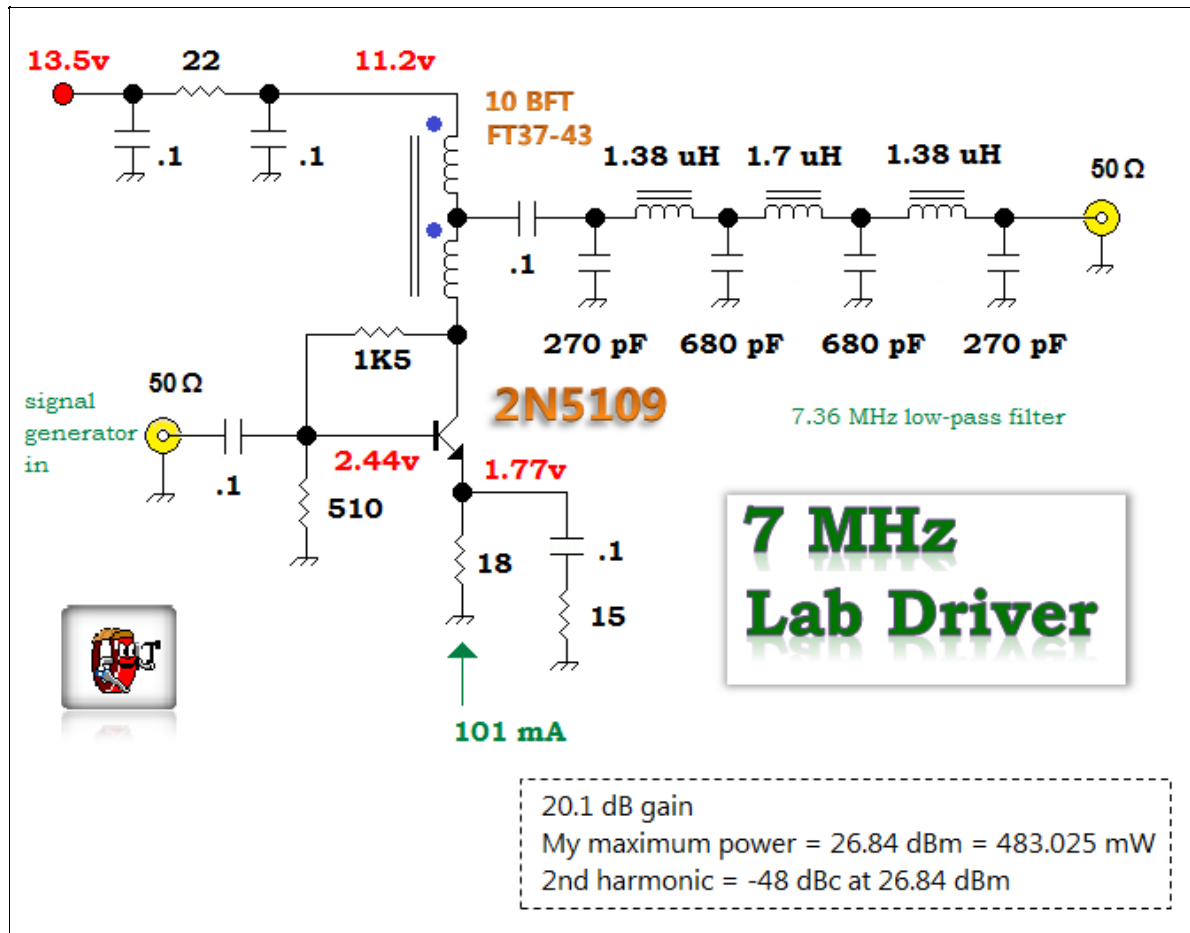 13.5v
22
11.2v
.1
.1
10 BFT
FT37-43
1.38 uH
1.7 uH
1.38 uH
50 Ω
.1
270 pF
680 pF
680 pF
270 pF
1K5
50 Ω
signal
generator
in
.1
2N5109
7.36 MHz low-pass filter
2.44v
1.77v
510
18
.1
15
101 mA
7 MHz
Lab Driver
20.1 dB gain
My maximum power = 26.84 dBm = 483.025 mW
2nd harmonic = -48 dBc at 26.84 dBm